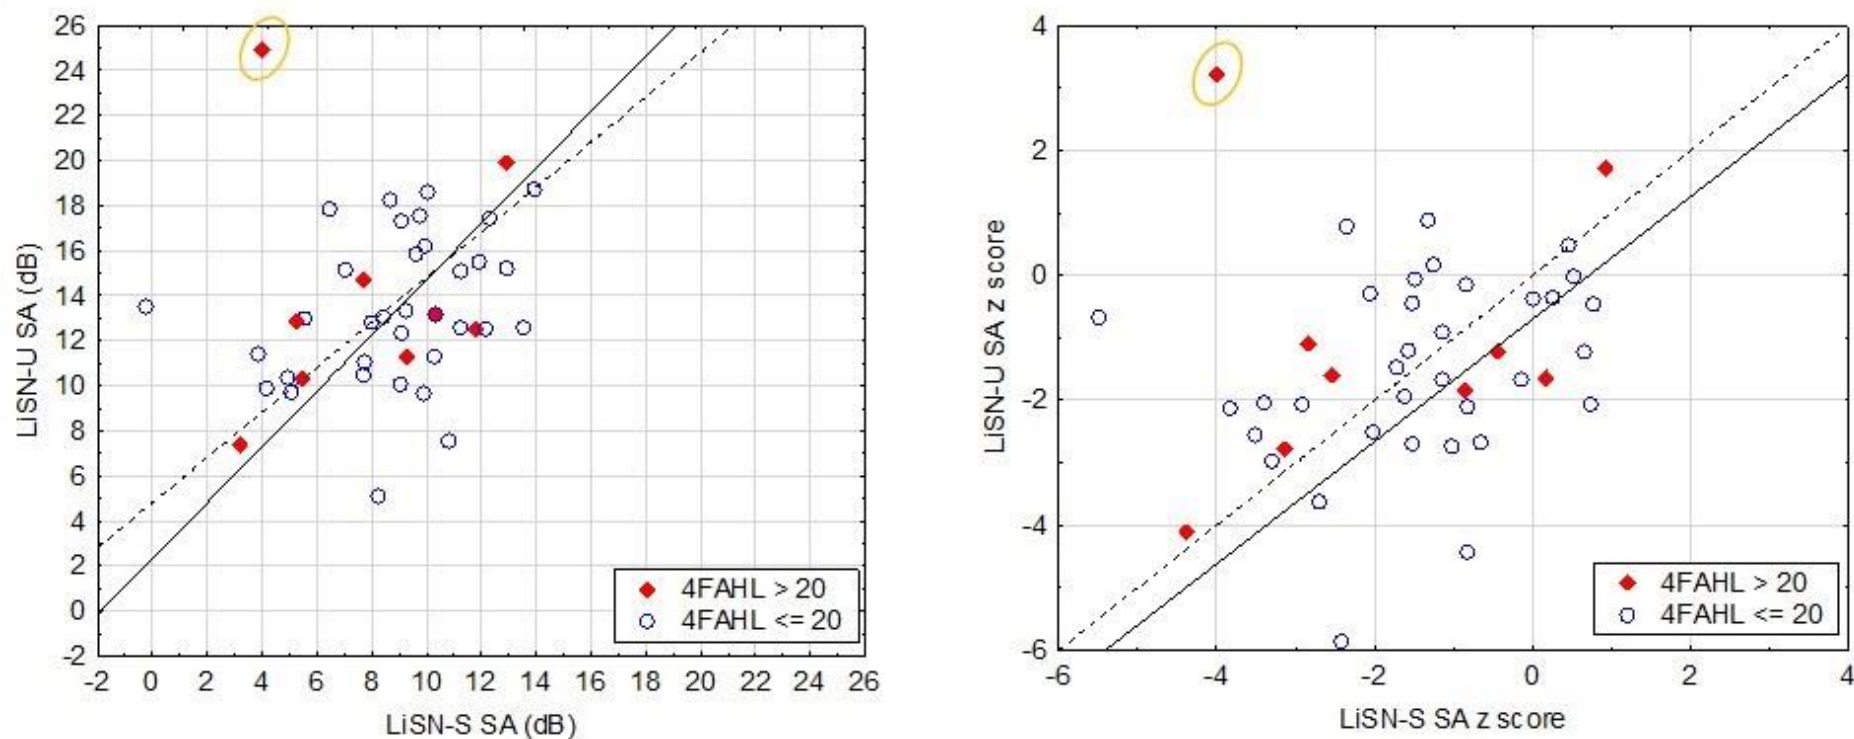 26
24
22
20
18
16
14
12
10
8
6
4
2
0
-2
LiSN-U SA (dB)
4FAHL > 20
4FAHL <= 20
-2 0 2 4 6 8 10 12 14 16 18 20 22 24 26
LiSN-S SA (dB)
4
2
0
-2
-4
-6
LiSN-U SA z score
4FAHL > 20
4FAHL <= 20
-6 -4 -2 0 2 4
LiSN-S SA z score